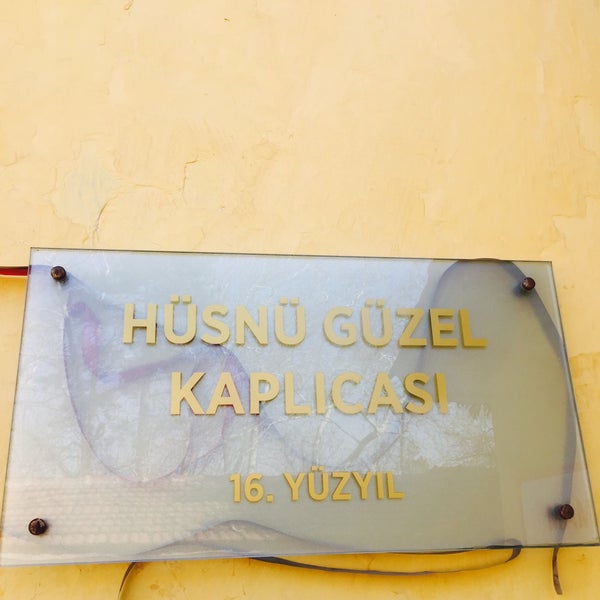 HÜSNÜ GÜZEL
KAPLICASI
16. YÜZYIL